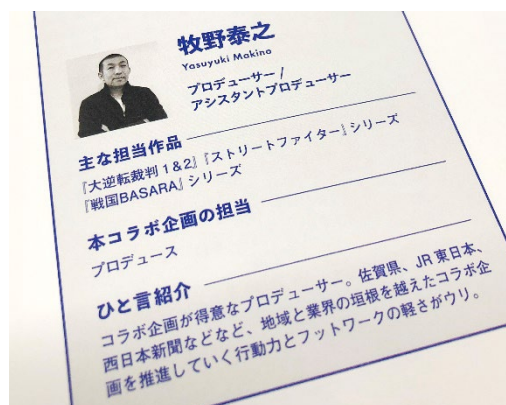 牧野泰之
Yasuyuki Makino
プロデューサー /
アシスタントプロデューサー
主な担当作品
『大逆転裁判 1&2』『ストリートファイター』シリーズ
『戦国BASARA』シリーズ
本コラボ企画の担当
プロデュース
ひと言紹介
コラボ企画が得意なプロデューサー。佐賀県、JR東日本、
西日本新聞などなど、地域と業界の垣根を越えたコラボ企
画を推進していく行動力とフットワークの軽さがウリ。